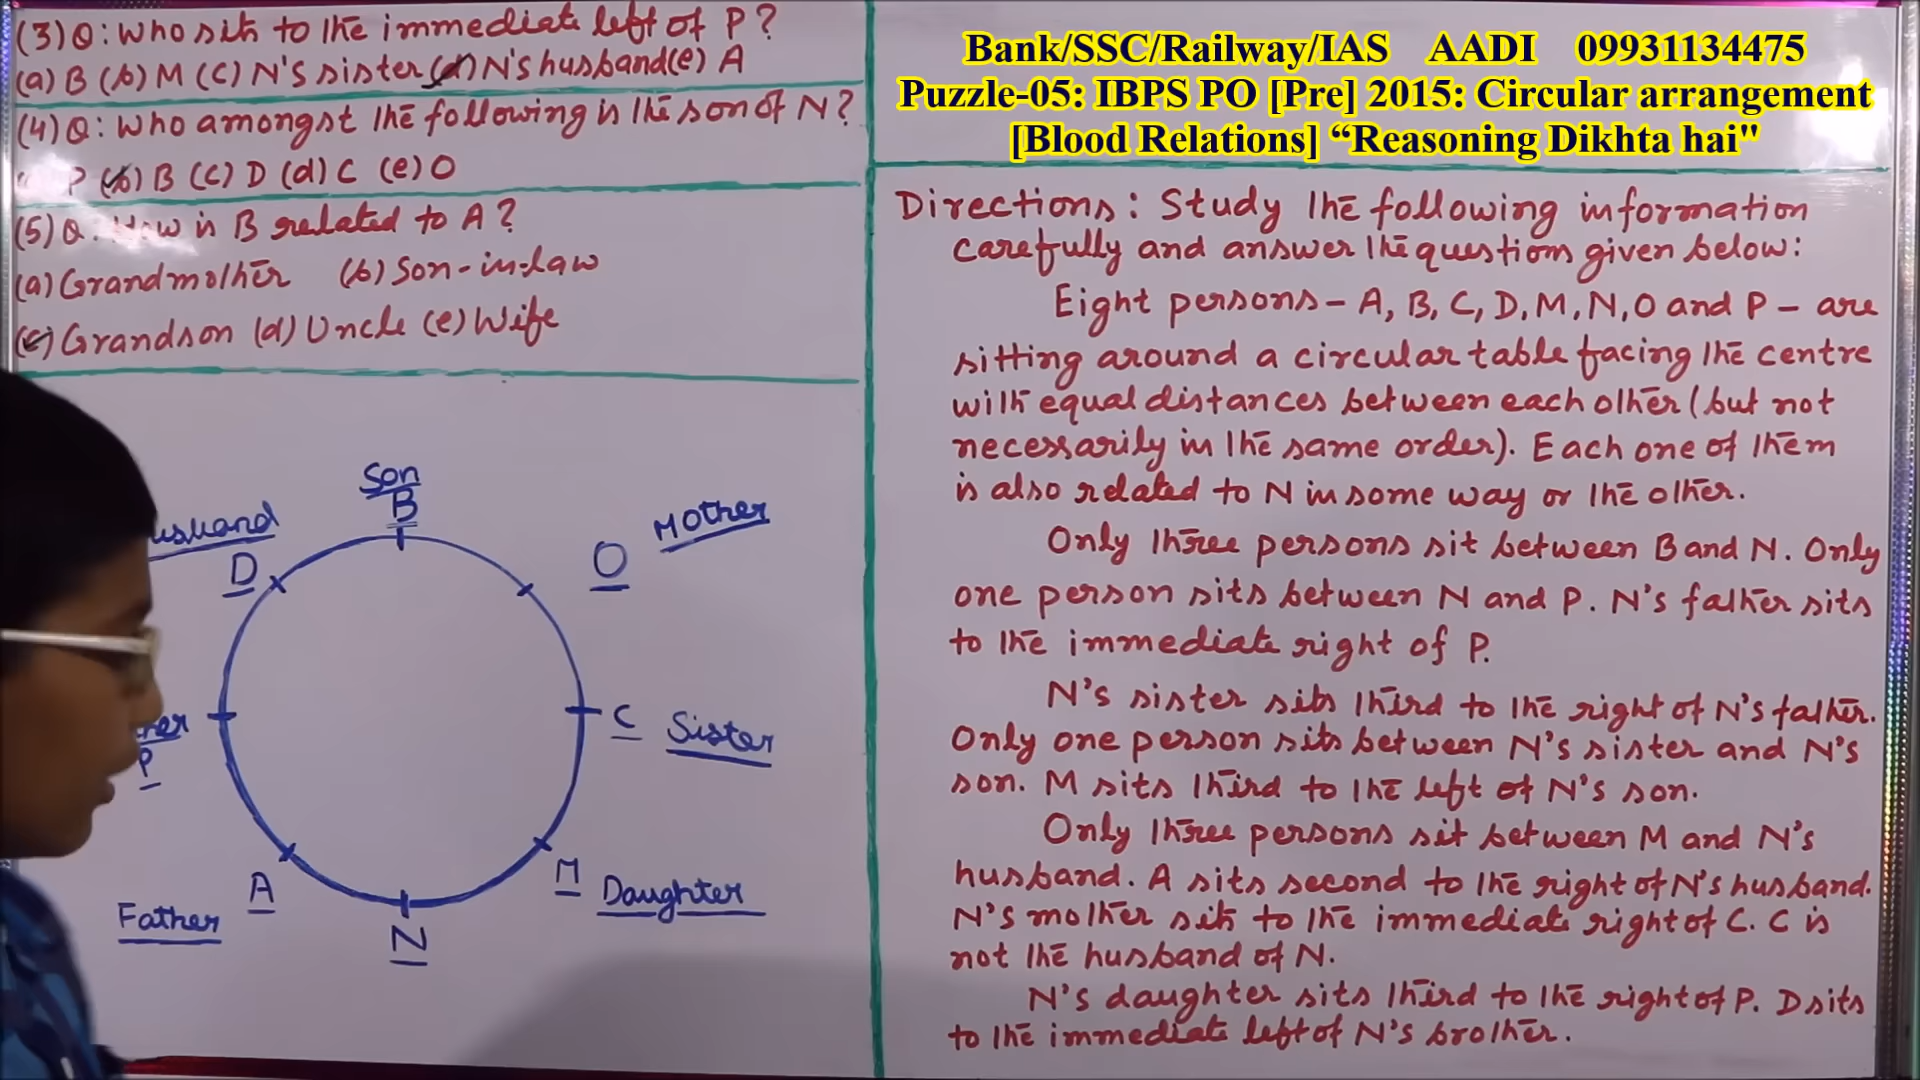 (3) Q: Who sits to the immediate left of P?
(a) B (b) M (c) N's sister (d) N's husband (e) A
(4) Q: Who amongst the following is the son of N?
P (b) B (c) D (d) C (e) O
(5) Q: How is B related to A?
(a) Grandmother (b) Son-in-law
(c) Grandson (d) Uncle (e) Wife
Son
B
Mother
O
D
C Sister
P
A
M Daughter
Father
N
Bank/SSC/Railway/IAS AADI 09931134475
Puzzle-05: IBPS PO [Pre] 2015: Circular arrangement
[Blood Relations] “Reasoning Dikhta hai"
Directions: Study the following information
carefully and answer the questions given below:
Eight persons – A, B, C, D, M, N, O and P – are
sitting around a circular table facing the centre
with equal distances between each other (but not
necessarily in the same order). Each one of them
is also related to N in some way or the other.
Only three persons sit between B and N. Only
one person sits between N and P. N's father sits
to the immediate right of P.
N's sister sits third to the right of N's father.
Only one person sits between N's sister and N's
son. M sits third to the left of N's son.
Only three persons sit between M and N's
husband. A sits second to the right of N's husband.
N's mother sits to the immediate right of C. C is
not the husband of N.
N's daughter sits third to the right of P. D sits
to the immediate left of N's brother.